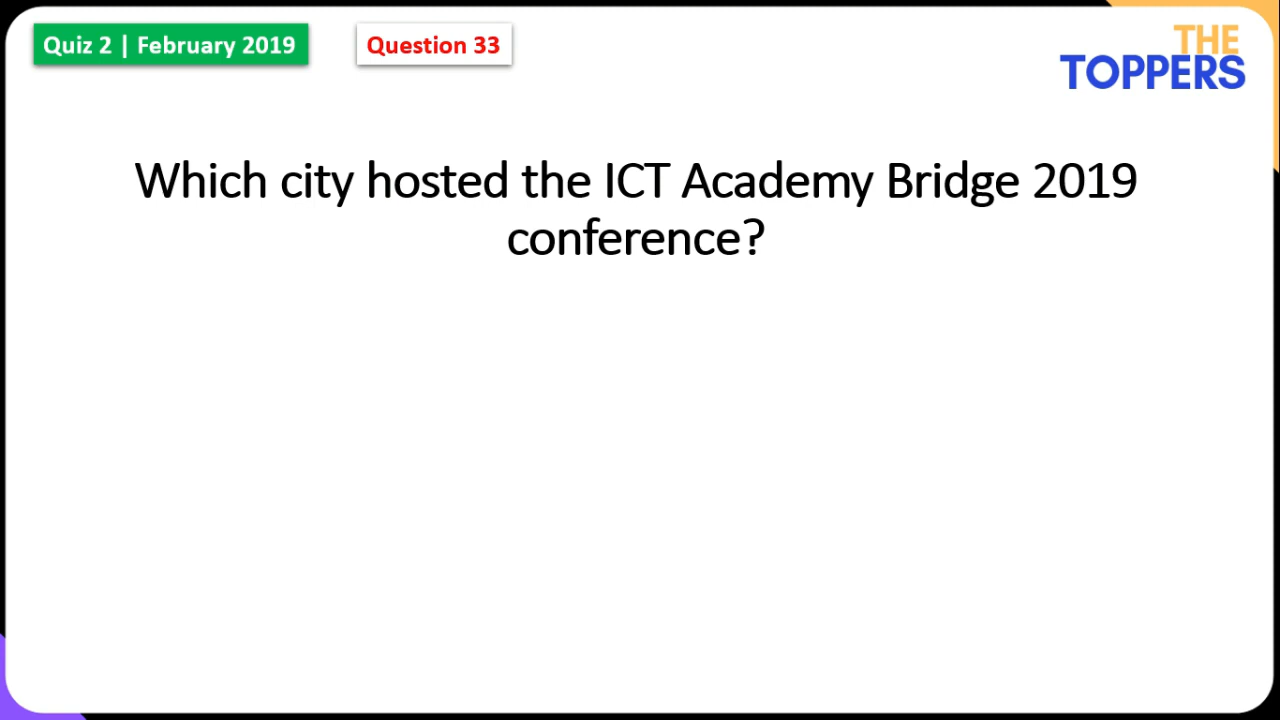 Quiz 2 | February 2019
Question 33
THE
TOPPERS
Which city hosted the ICT Academy Bridge 2019
conference?